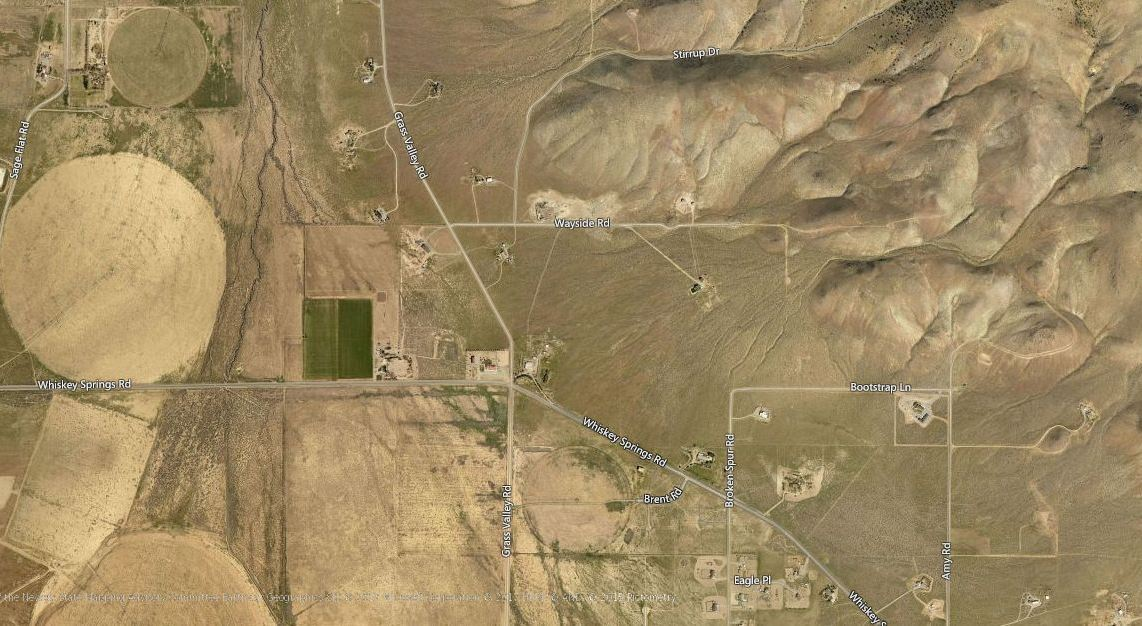 Stirrup Dr
Grass Valley Rd
Sage Flat Rd
Wayside Rd
Whiskey Springs Rd
Bootstrap Ln
Whiskey Springs Rd
Broken Spur Rd
Brent Rd
Grass Valley Rd
Amy Rd
Eagle Pl
Whiskey S